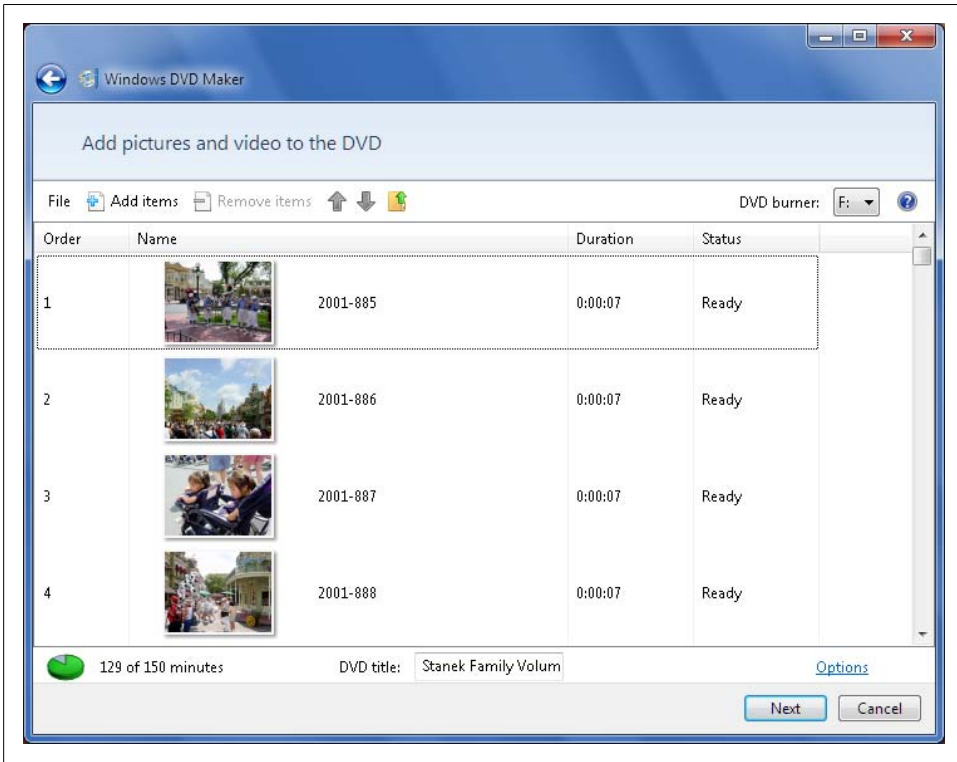 Windows DVD Maker
Add pictures and video to the DVD
File Add items Remove items DVD burner: F:
Order Name Duration Status
1 2001-885 0:00:07 Ready
2 2001-886 0:00:07 Ready
3 2001-887 0:00:07 Ready
4 2001-888 0:00:07 Ready
129 of 150 minutes DVD title: Stanek Family Volum Options
Next Cancel